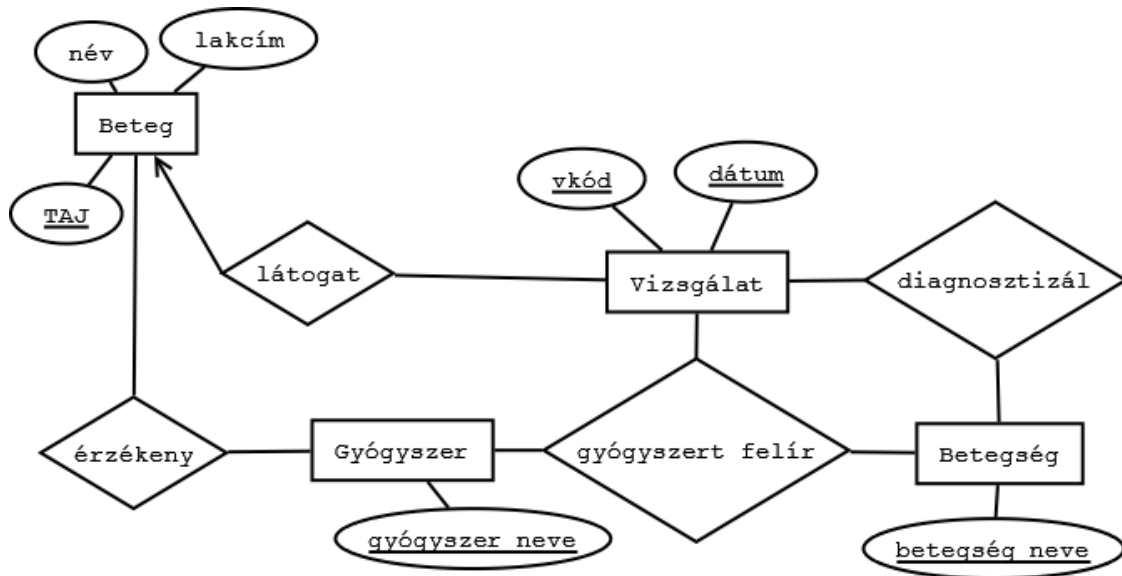 név
lakcím
Beteg
TAJ
vkód
dátum
látogat
Vizsgálat
diagnosztizál
érzékeny
Gyógyszer
gyógyszert felír
Betegség
gyógyszer neve
betegség neve